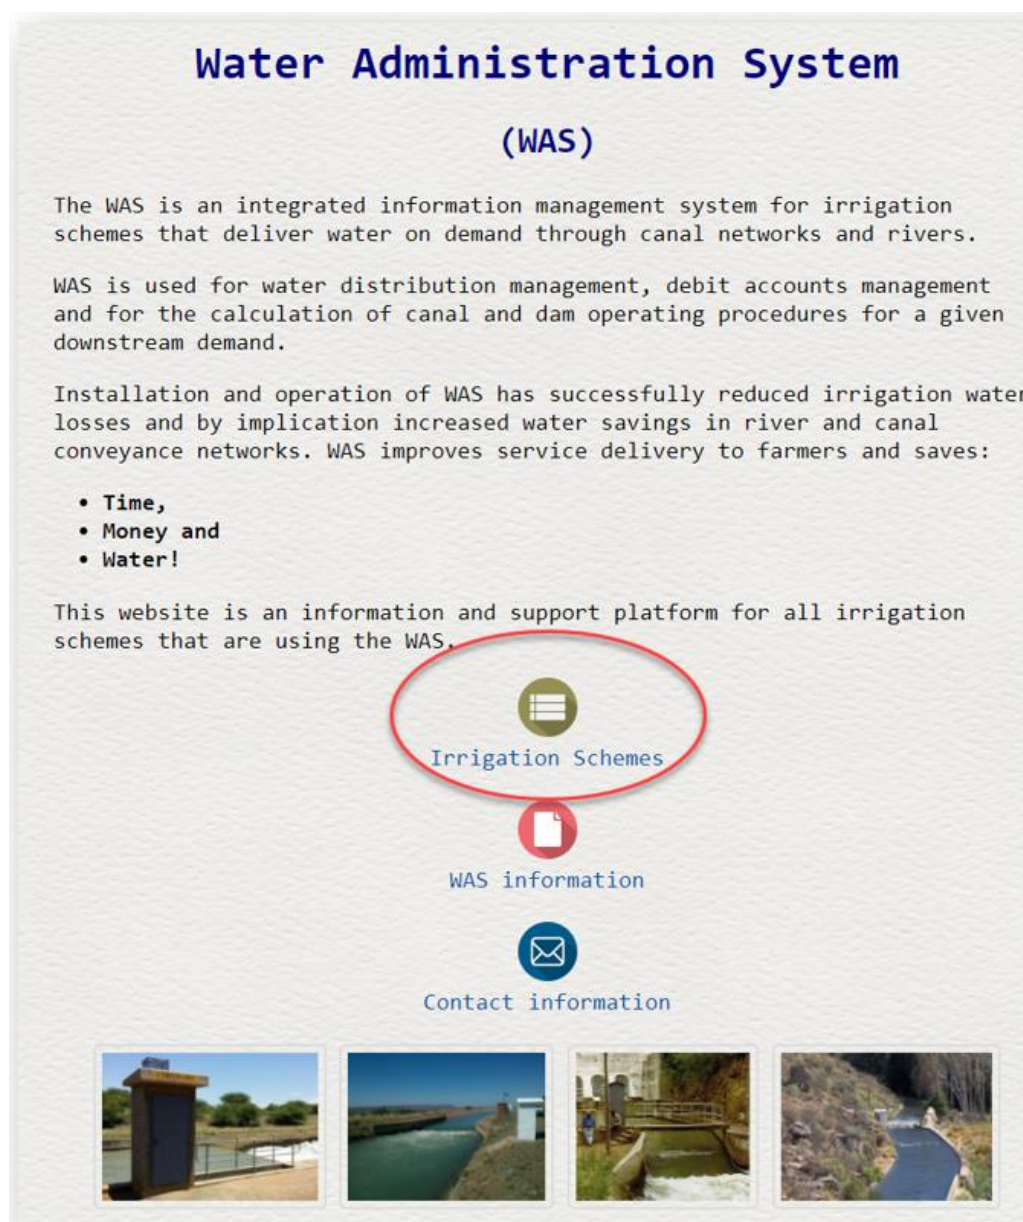 Water Administration System
(WAS)
The WAS is an integrated information management system for irrigation
schemes that deliver water on demand through canal networks and rivers.
WAS is used for water distribution management, debit accounts management
and for the calculation of canal and dam operating procedures for a given
downstream demand.
Installation and operation of WAS has successfully reduced irrigation water
losses and by implication increased water savings in river and canal
conveyance networks. WAS improves service delivery to farmers and saves:
• Time,
• Money and
• Water!
This website is an information and support platform for all irrigation
schemes that are using the WAS.
Irrigation Schemes
WAS information
Contact information